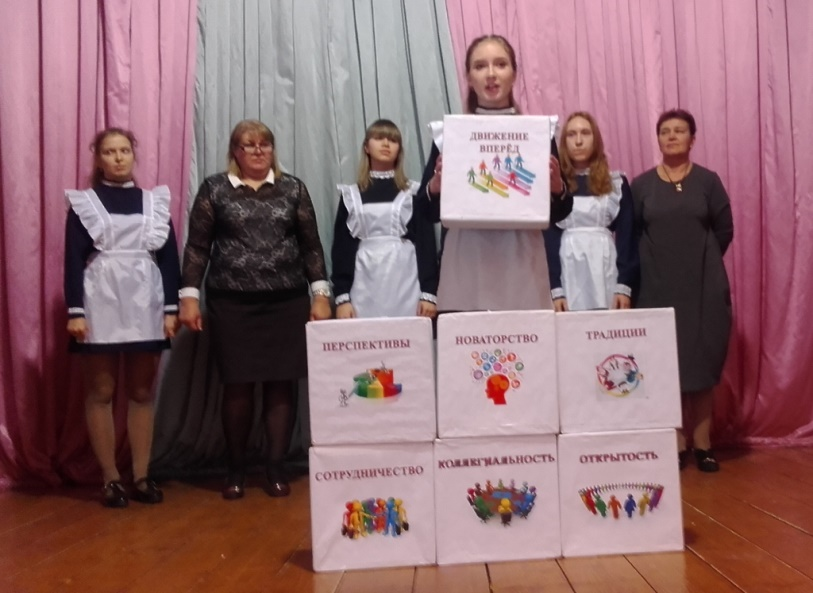 ДВИЖЕНИЕ
ВПЕРЁД
ПЕРСПЕКТИВЫ
НОВАТОРСТВО
ТРАДИЦИИ
СОТРУДНИЧЕСТВО
КОЛЛЕГИАЛЬНОСТЬ
ОТКРЫТОСТЬ